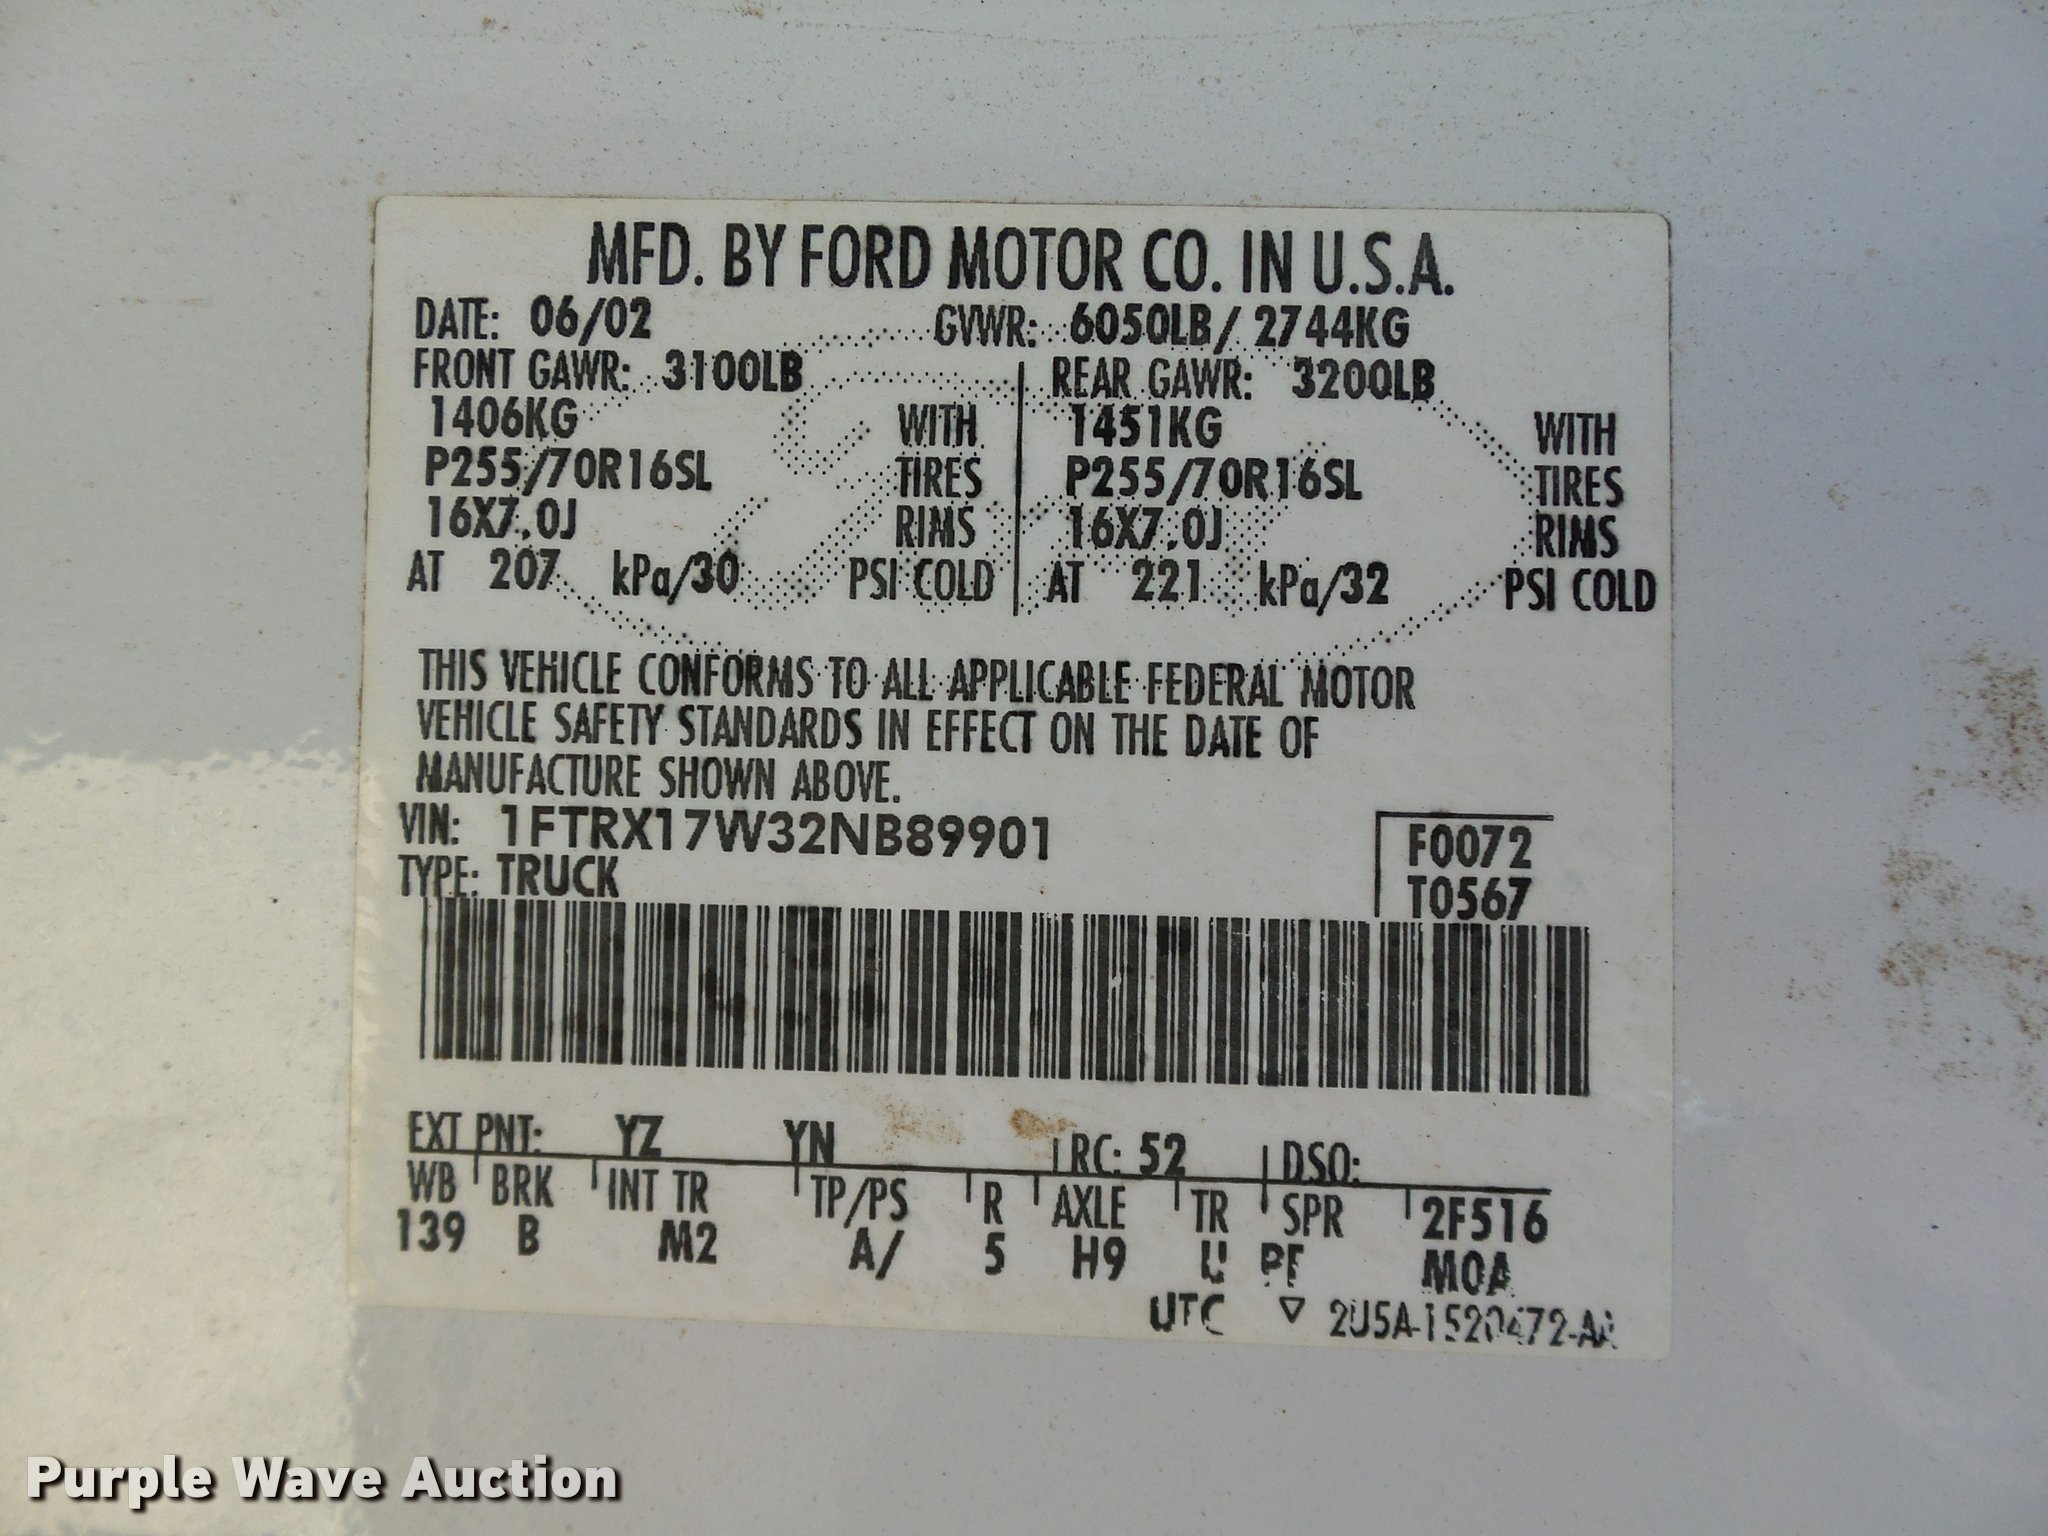 MFD. BY FORD MOTOR CO. IN U.S.A.
DATE: 06/02 GVWR: 6050LB/ 2744KG
FRONT GAWR: 3100LB REAR GAWR: 3200LB
1406KG WITH 1451KG WITH
P255/70R16SL TIRES P255/70R16SL TIRES
16X7.0J RIMS 16X7.0J RIMS
AT 207 kPa/30 PSI COLD AT 221 kPa/32 PSI COLD
THIS VEHICLE CONFORMS TO ALL APPLICABLE FEDERAL MOTOR
VEHICLE SAFETY STANDARDS IN EFFECT ON THE DATE OF
MANUFACTURE SHOWN ABOVE.
VIN: 1FTRX17W32NB89901 F0072
TYPE: TRUCK T0567
EXT PNT: YZ YN RC: 52 DSO:
WB BRK INT TR TP/PS R AXLE TR SPR 2F516
139 B M2 A/ 5 H9 U PF M0A
UTC ▽ 2U5A-1520472-AA
Purple Wave Auction